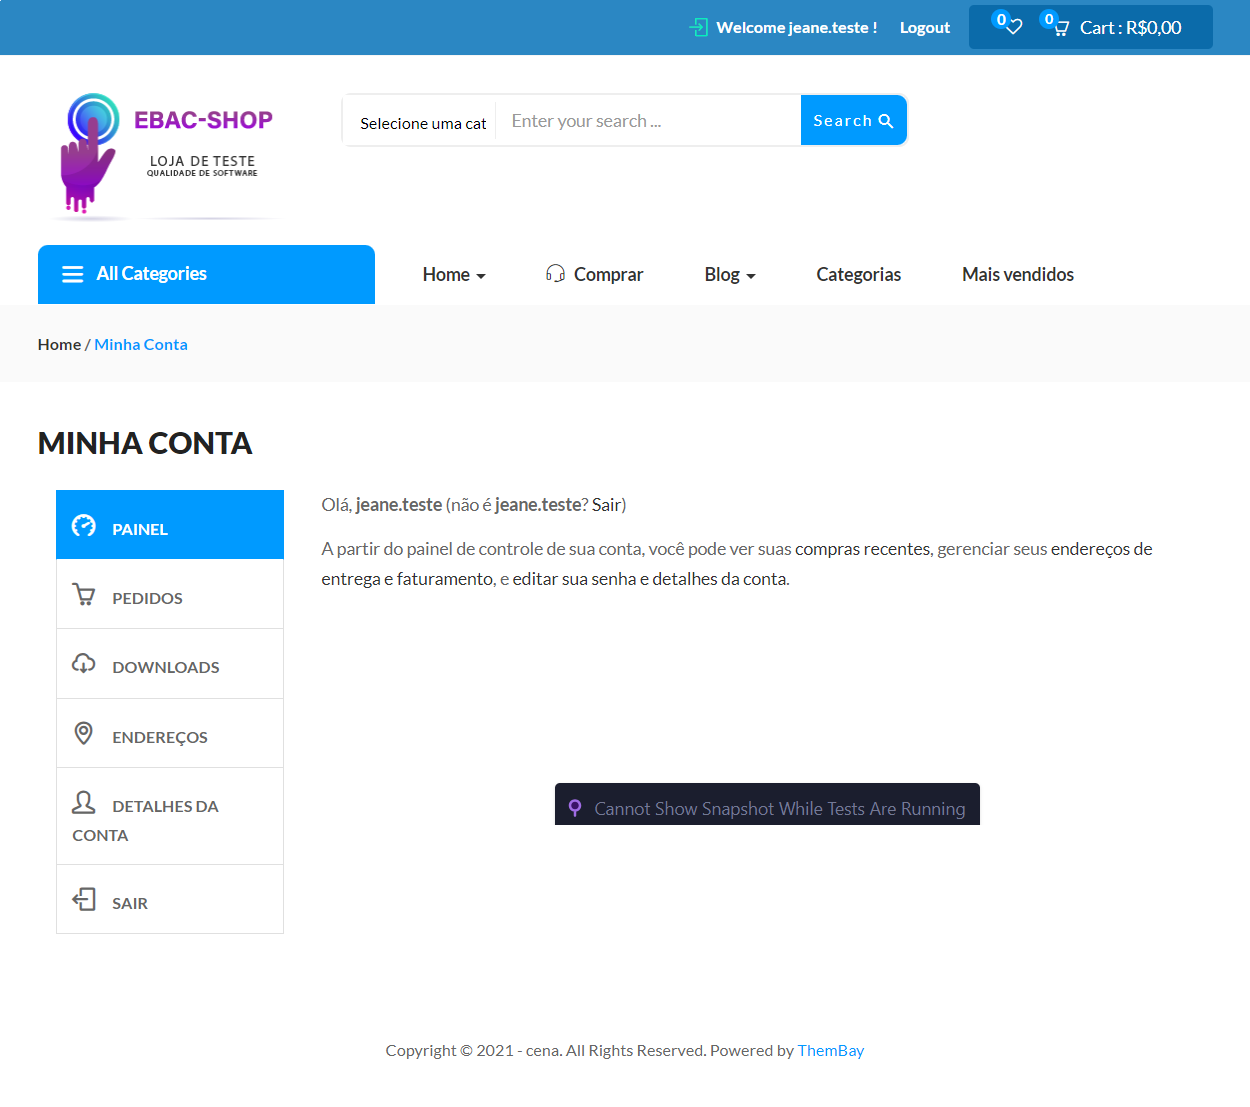 Welcome jeane.teste !
Logout
0
0
Cart : R$0,00
EBAC-SHOP
LOJA DE TESTE
QUALIDADE DE SOFTWARE
Selecione uma cat
Enter your search ...
Search
All Categories
Home
Comprar
Blog
Categorias
Mais vendidos
Home / Minha Conta
MINHA CONTA
PAINEL
PEDIDOS
DOWNLOADS
ENDEREÇOS
DETALHES DA
CONTA
SAIR
Olá, jeane.teste (não é jeane.teste? Sair)
A partir do painel de controle de sua conta, você pode ver suas compras recentes, gerenciar seus endereços de
entrega e faturamento, e editar sua senha e detalhes da conta.
Cannot Show Snapshot While Tests Are Running
Copyright © 2021 - cena. All Rights Reserved. Powered by ThemBay